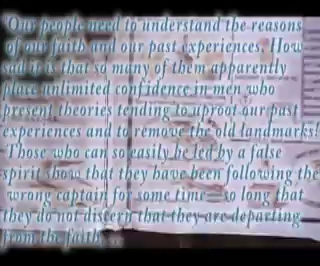 Our people need to understand the reasons
of our faith and our past experiences. How
sad it is that so many of them apparently
place unlimited confidence in men who
present theories tending to uproot our past
experiences and to remove the old landmarks!
Those who can so easily be led by a false
spirit show that they have been following the
wrong captain for some time—so long that
they do not discern that they are departing
from the faith